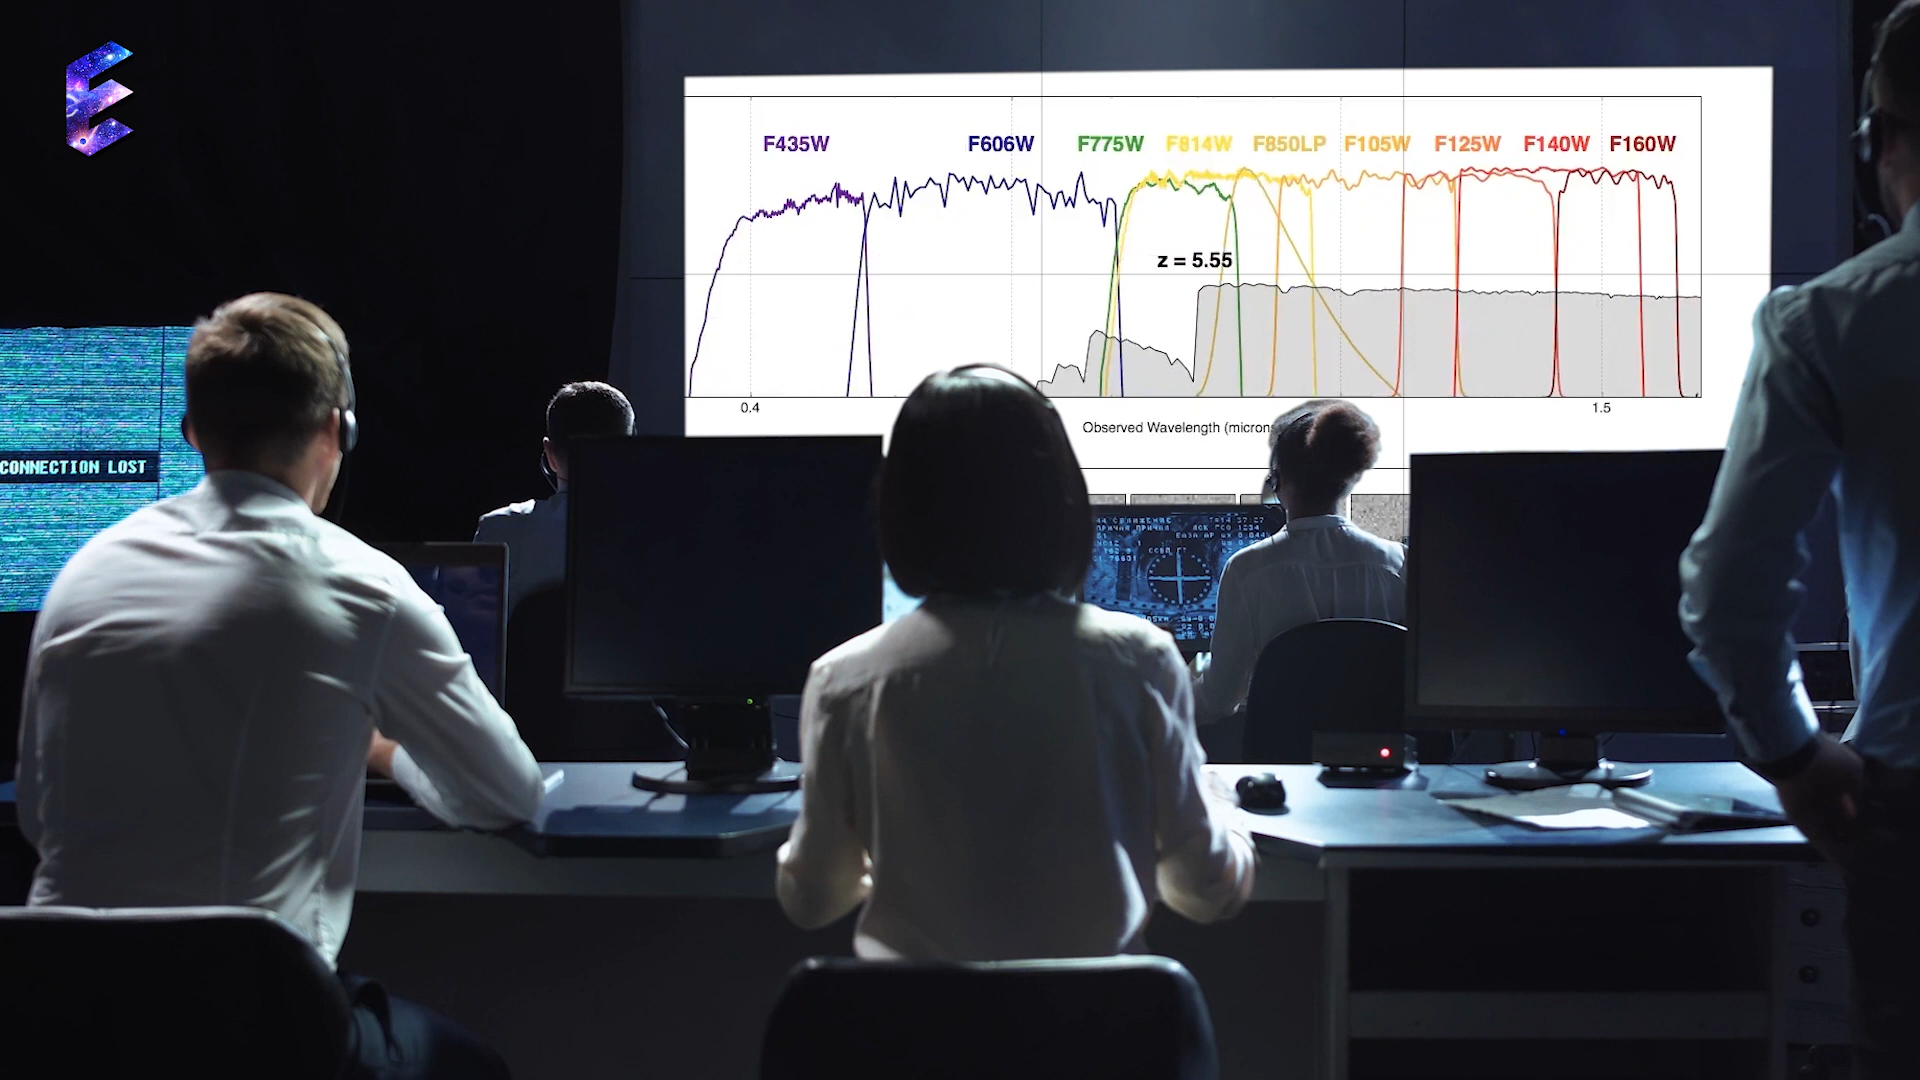 F435W F606W F775W F814W F850LP F105W F125W F140W F160W
z = 5.55
0.4 1.5
Observed Wavelength (micron
CONNECTION LOST